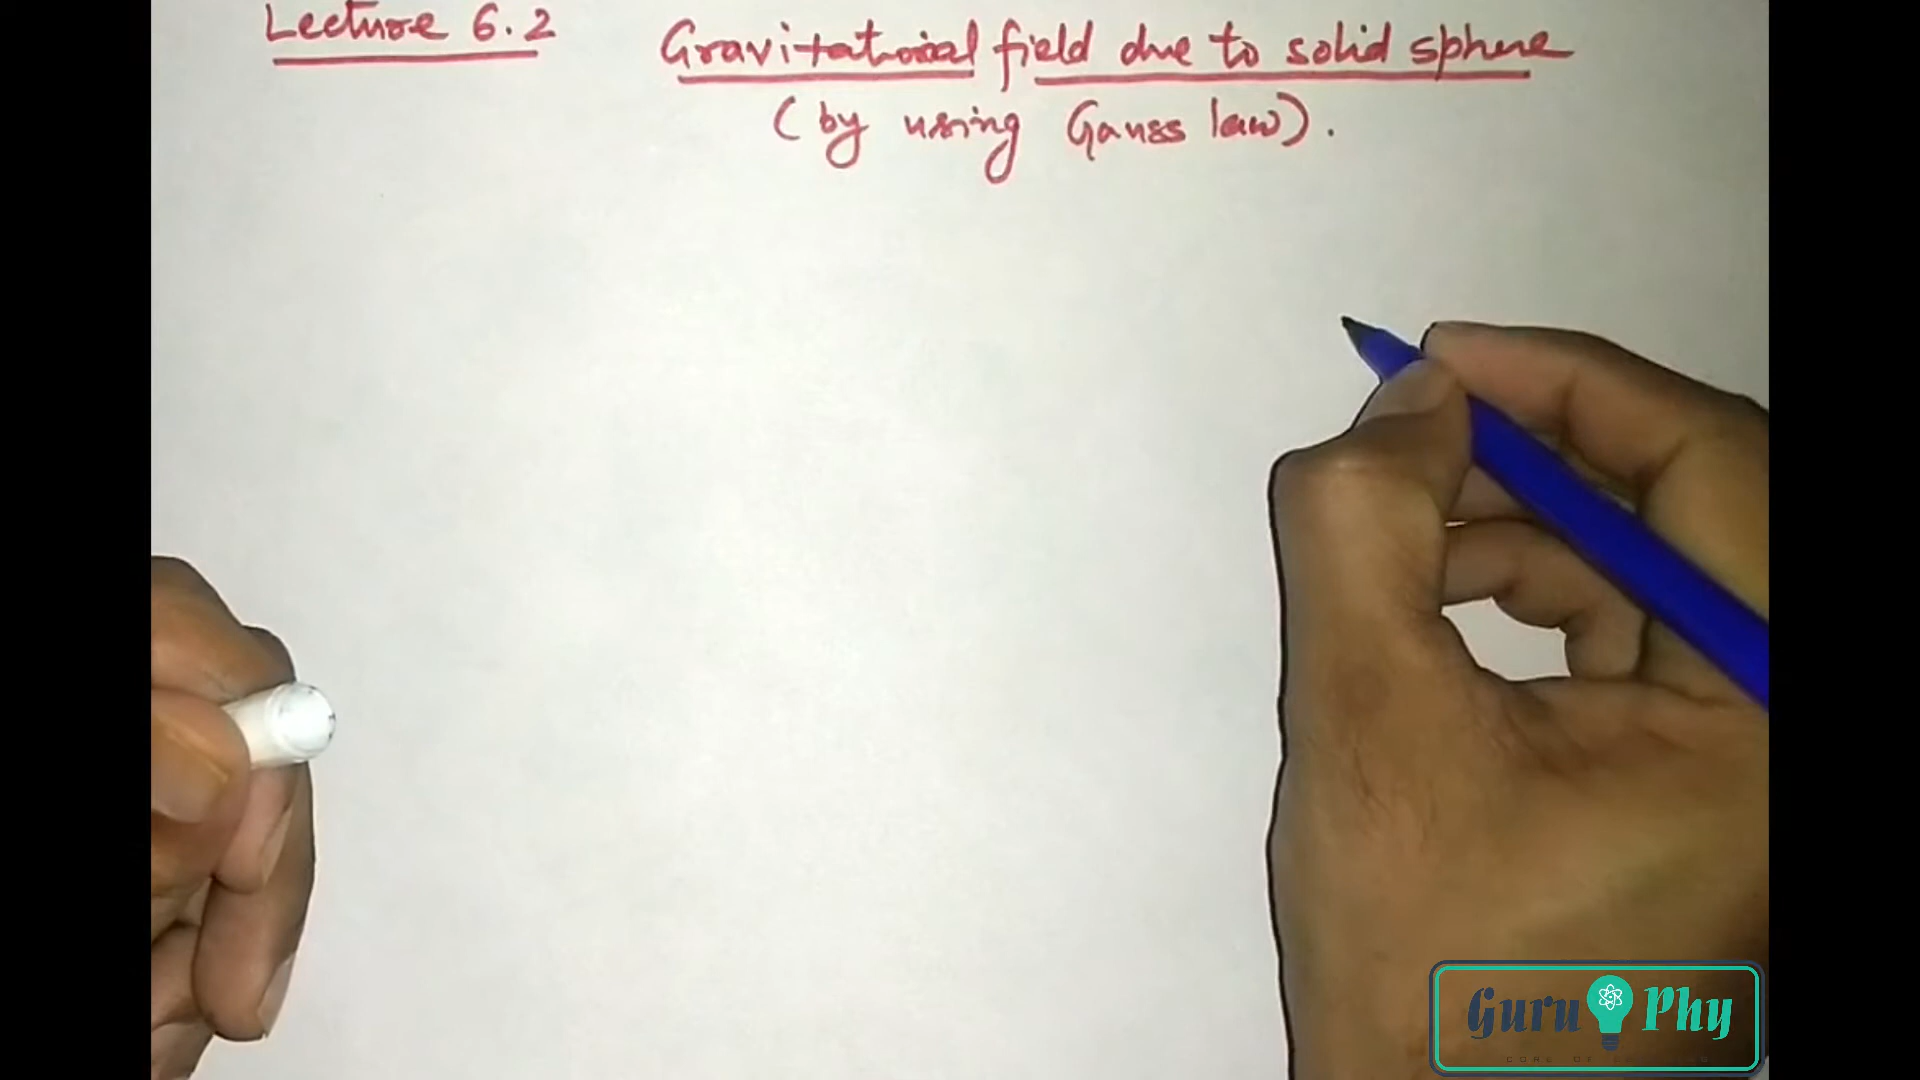 Lecture 6.2
Gravitational field due to solid sphere
(by using Gauss law).
Guru Phy